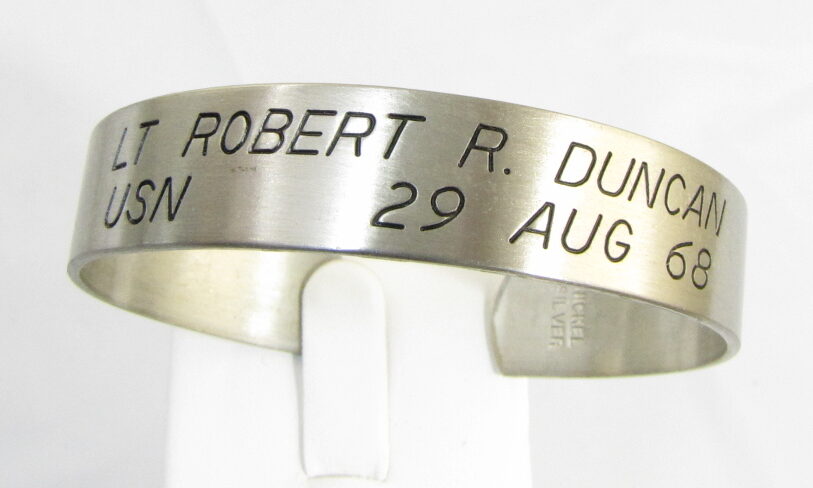 LT ROBERT R. DUNCAN
USN 29 AUG 68
NICKEL
SILVER